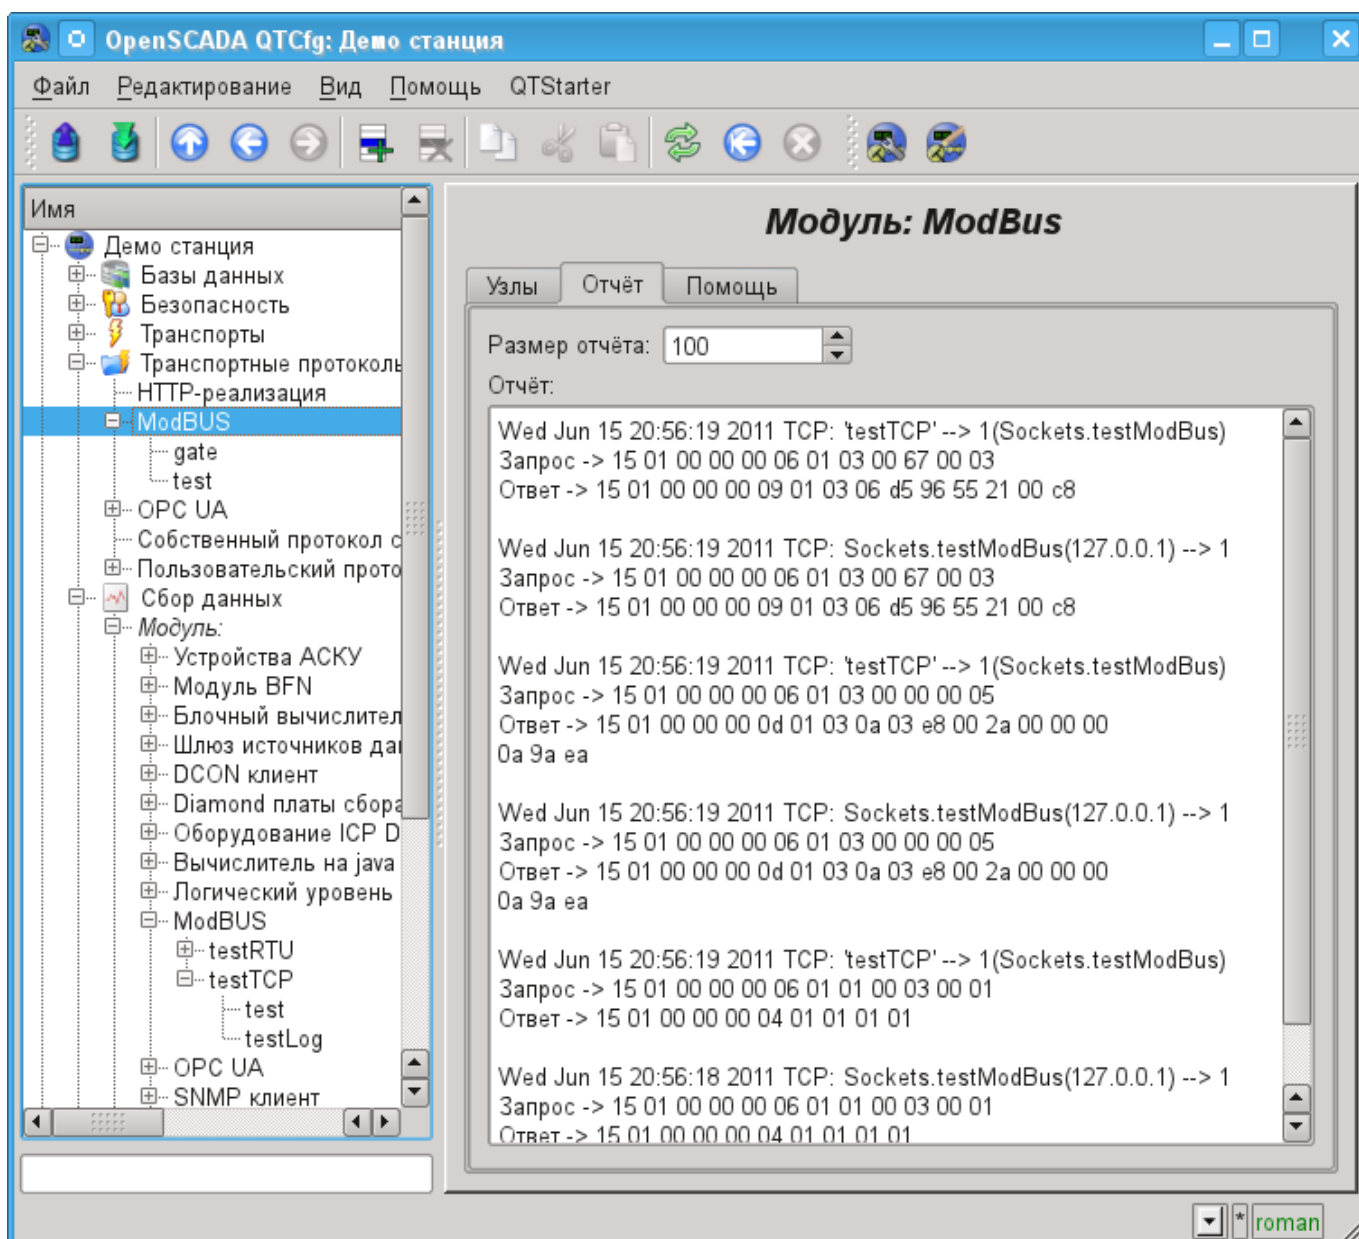 OpenSCADA QTCfg: Демо станция
Файл Редактирование Вид Помощь QTStarter
Имя
Демо станция
Базы данных
Безопасность
Транспорты
Транспортные протоколь
HTTP-реализация
ModBUS
gate
test
OPC UA
Собственный протокол с
Пользовательский прото
Сбор данных
Модуль:
Устройства АСКУ
Модуль BFN
Блочный вычислител
Шлюз источников да
DCON клиент
Diamond платы сбора
Оборудование ICP D
Вычислитель на java
Логический уровень
ModBUS
testRTU
testTCP
test
testLog
OPC UA
SNMP клиент
Модуль: ModBus
Узлы Отчёт Помощь
Размер отчёта: 100
Отчёт:
Wed Jun 15 20:56:19 2011 TCP: 'testTCP' --> 1(Sockets.testModBus)
Запрос -> 15 01 00 00 00 06 01 03 00 67 00 03
Ответ -> 15 01 00 00 00 09 01 03 06 d5 96 55 21 00 c8
Wed Jun 15 20:56:19 2011 TCP: Sockets.testModBus(127.0.0.1) --> 1
Запрос -> 15 01 00 00 00 06 01 03 00 67 00 03
Ответ -> 15 01 00 00 00 09 01 03 06 d5 96 55 21 00 c8
Wed Jun 15 20:56:19 2011 TCP: 'testTCP' --> 1(Sockets.testModBus)
Запрос -> 15 01 00 00 00 06 01 03 00 00 00 05
Ответ -> 15 01 00 00 00 0d 01 03 0a 03 e8 00 2a 00 00 00
0a 9a ea
Wed Jun 15 20:56:19 2011 TCP: Sockets.testModBus(127.0.0.1) --> 1
Запрос -> 15 01 00 00 00 06 01 03 00 00 00 05
Ответ -> 15 01 00 00 00 0d 01 03 0a 03 e8 00 2a 00 00 00
0a 9a ea
Wed Jun 15 20:56:19 2011 TCP: 'testTCP' --> 1(Sockets.testModBus)
Запрос -> 15 01 00 00 00 06 01 01 00 03 00 01
Ответ -> 15 01 00 00 00 04 01 01 01 01
Wed Jun 15 20:56:18 2011 TCP: Sockets.testModBus(127.0.0.1) --> 1
Запрос -> 15 01 00 00 00 06 01 01 00 03 00 01
Ответ -> 15 01 00 00 00 04 01 01 01 01
* roman